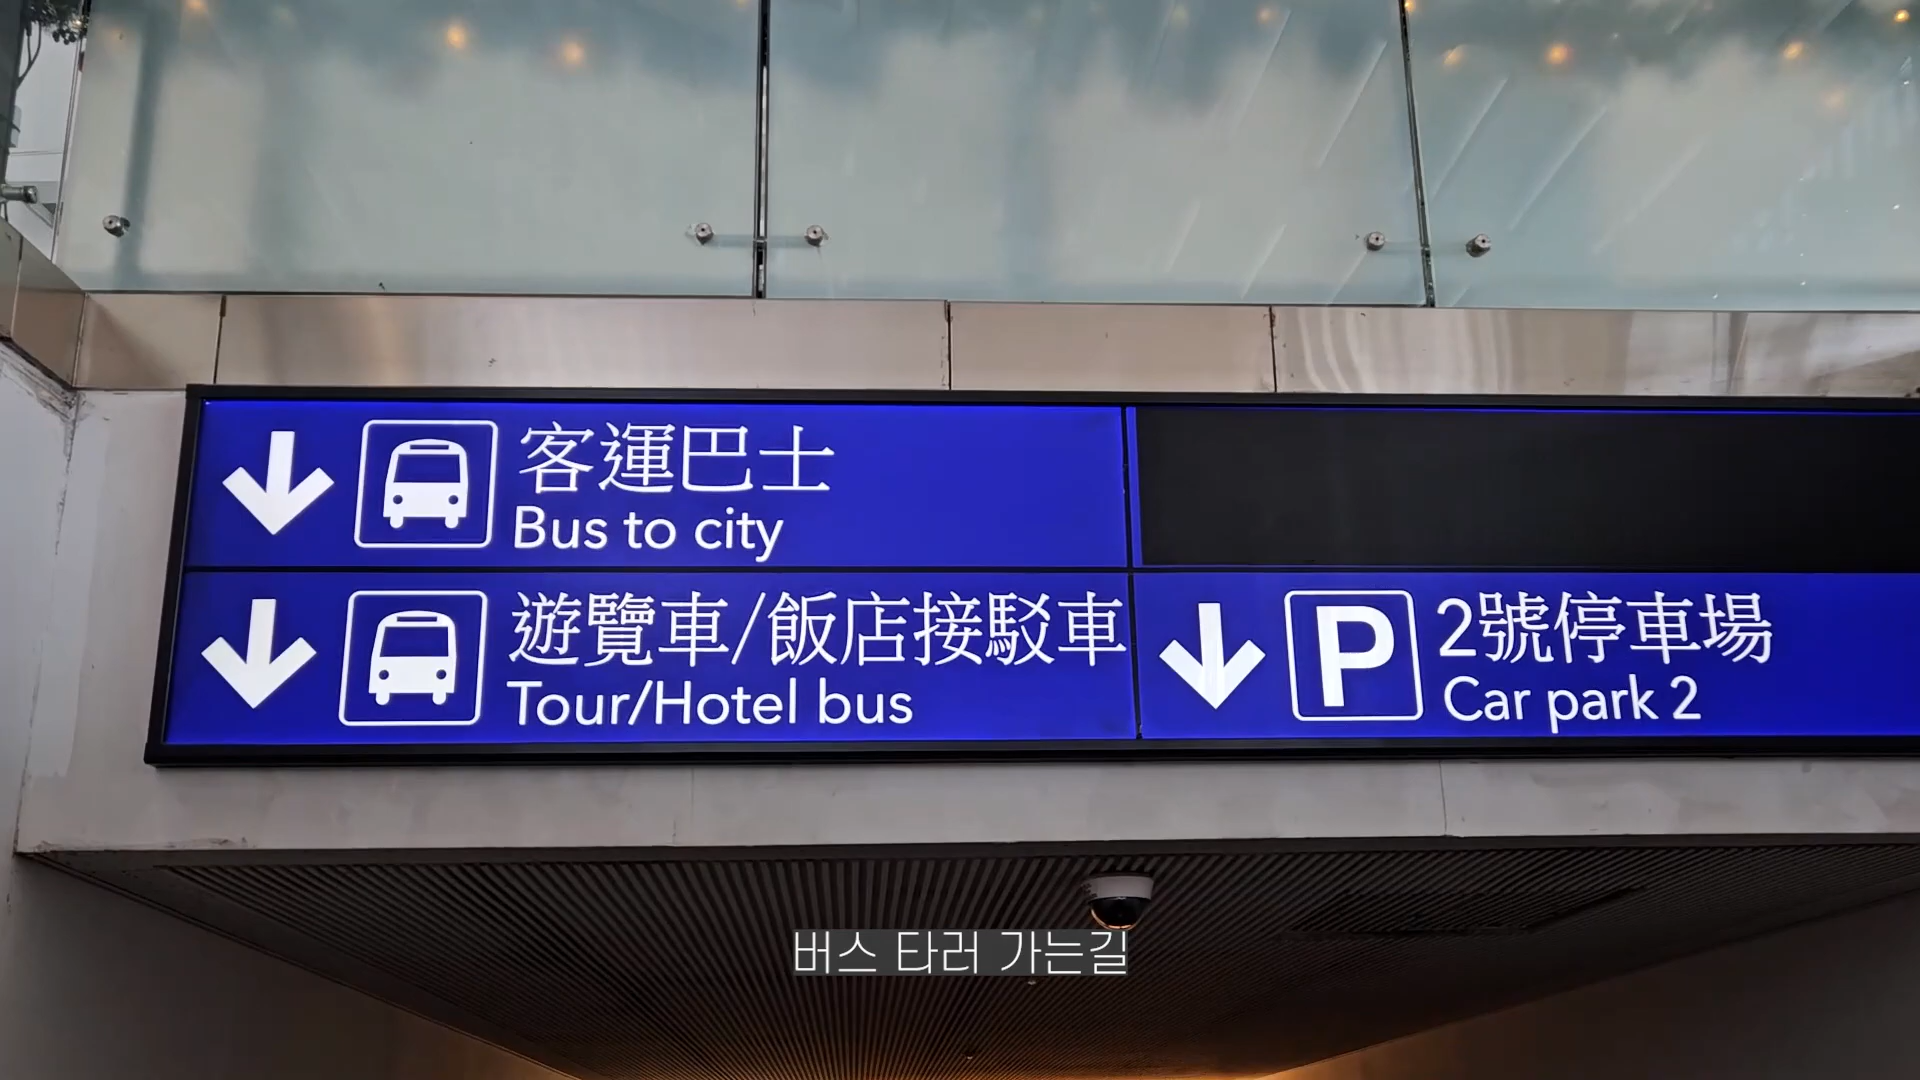 客運巴士
Bus to city
遊覽車/飯店接駁車
Tour/Hotel bus
P
2號停車場
Car park 2
버스 타러 가는길